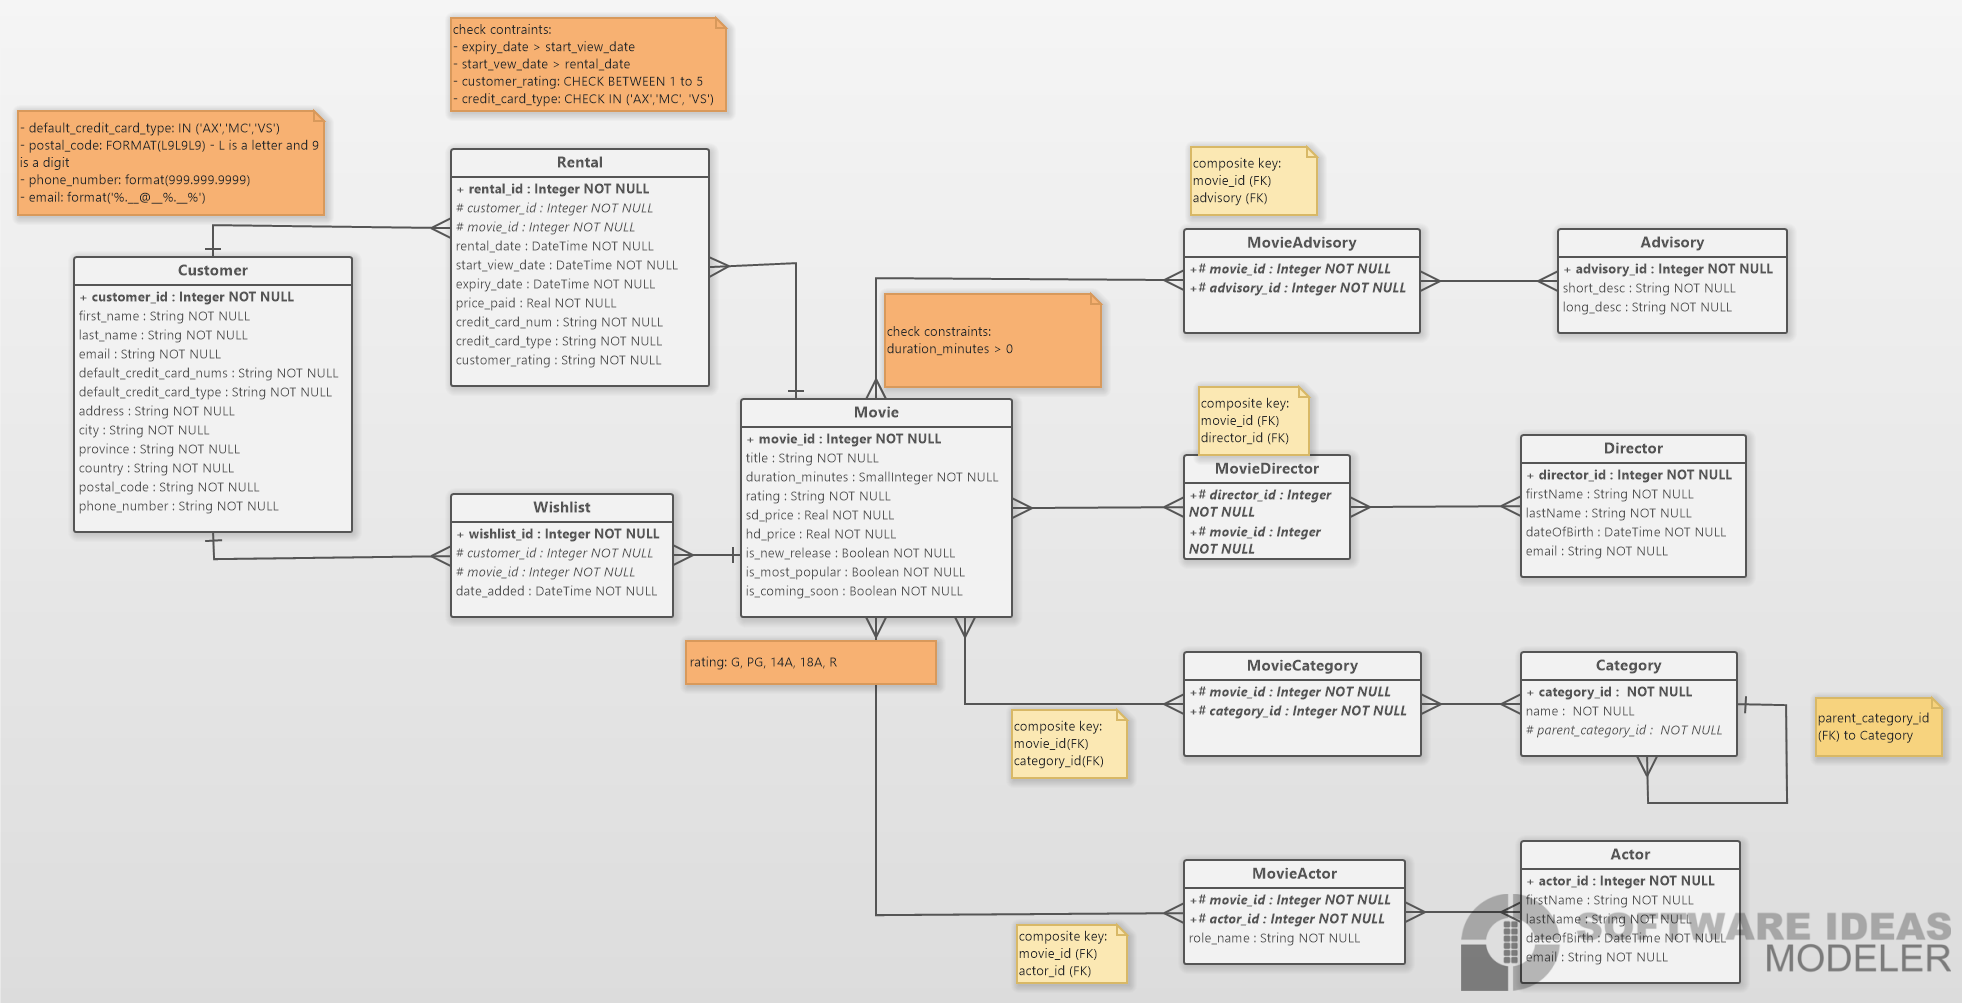 check contraints:
- expiry_date > start_view_date
- start_vew_date > rental_date
- customer_rating: CHECK BETWEEN 1 to 5
- credit_card_type: CHECK IN ('AX','MC', 'VS')
- default_credit_card_type: IN ('AX','MC','VS')
- postal_code: FORMAT(L9L9L9) - L is a letter and 9
is a digit
- phone_number: format(999.999.9999)
- email: format('%.__@__%.__%')
Customer
+ customer_id : Integer NOT NULL
first_name : String NOT NULL
last_name : String NOT NULL
email : String NOT NULL
default_credit_card_nums : String NOT NULL
default_credit_card_type : String NOT NULL
address : String NOT NULL
city : String NOT NULL
province : String NOT NULL
country : String NOT NULL
postal_code : String NOT NULL
phone_number : String NOT NULL
Rental
+ rental_id : Integer NOT NULL
# customer_id : Integer NOT NULL
# movie_id : Integer NOT NULL
rental_date : DateTime NOT NULL
start_view_date : DateTime NOT NULL
expiry_date : DateTime NOT NULL
price_paid : Real NOT NULL
credit_card_num : String NOT NULL
credit_card_type : String NOT NULL
customer_rating : String NOT NULL
Wishlist
+ wishlist_id : Integer NOT NULL
# customer_id : Integer NOT NULL
# movie_id : Integer NOT NULL
date_added : DateTime NOT NULL
check constraints:
duration_minutes > 0
Movie
+ movie_id : Integer NOT NULL
title : String NOT NULL
duration_minutes : SmallInteger NOT NULL
rating : String NOT NULL
sd_price : Real NOT NULL
hd_price : Real NOT NULL
is_new_release : Boolean NOT NULL
is_most_popular : Boolean NOT NULL
is_coming_soon : Boolean NOT NULL
rating: G, PG, 14A, 18A, R
composite key:
movie_id (FK)
advisory (FK)
MovieAdvisory
+# movie_id : Integer NOT NULL
+# advisory_id : Integer NOT NULL
Advisory
+ advisory_id : Integer NOT NULL
short_desc : String NOT NULL
long_desc : String NOT NULL
composite key:
movie_id (FK)
director_id (FK)
MovieDirector
+# director_id : Integer
NOT NULL
+# movie_id : Integer
NOT NULL
Director
+ director_id : Integer NOT NULL
firstName : String NOT NULL
lastName : String NOT NULL
dateOfBirth : DateTime NOT NULL
email : String NOT NULL
composite key:
movie_id(FK)
category_id(FK)
MovieCategory
+# movie_id : Integer NOT NULL
+# category_id : Integer NOT NULL
Category
+ category_id : NOT NULL
name : NOT NULL
# parent_category_id : NOT NULL
parent_category_id
(FK) to Category
composite key:
movie_id (FK)
actor_id (FK)
MovieActor
+# movie_id : Integer NOT NULL
+# actor_id : Integer NOT NULL
role_name : String NOT NULL
Actor
+ actor_id : Integer NOT NULL
firstName : String NOT NULL
lastName : String NOT NULL
dateOfBirth : DateTime NOT NULL
email : String NOT NULL
SOFTWARE IDEAS
MODELER